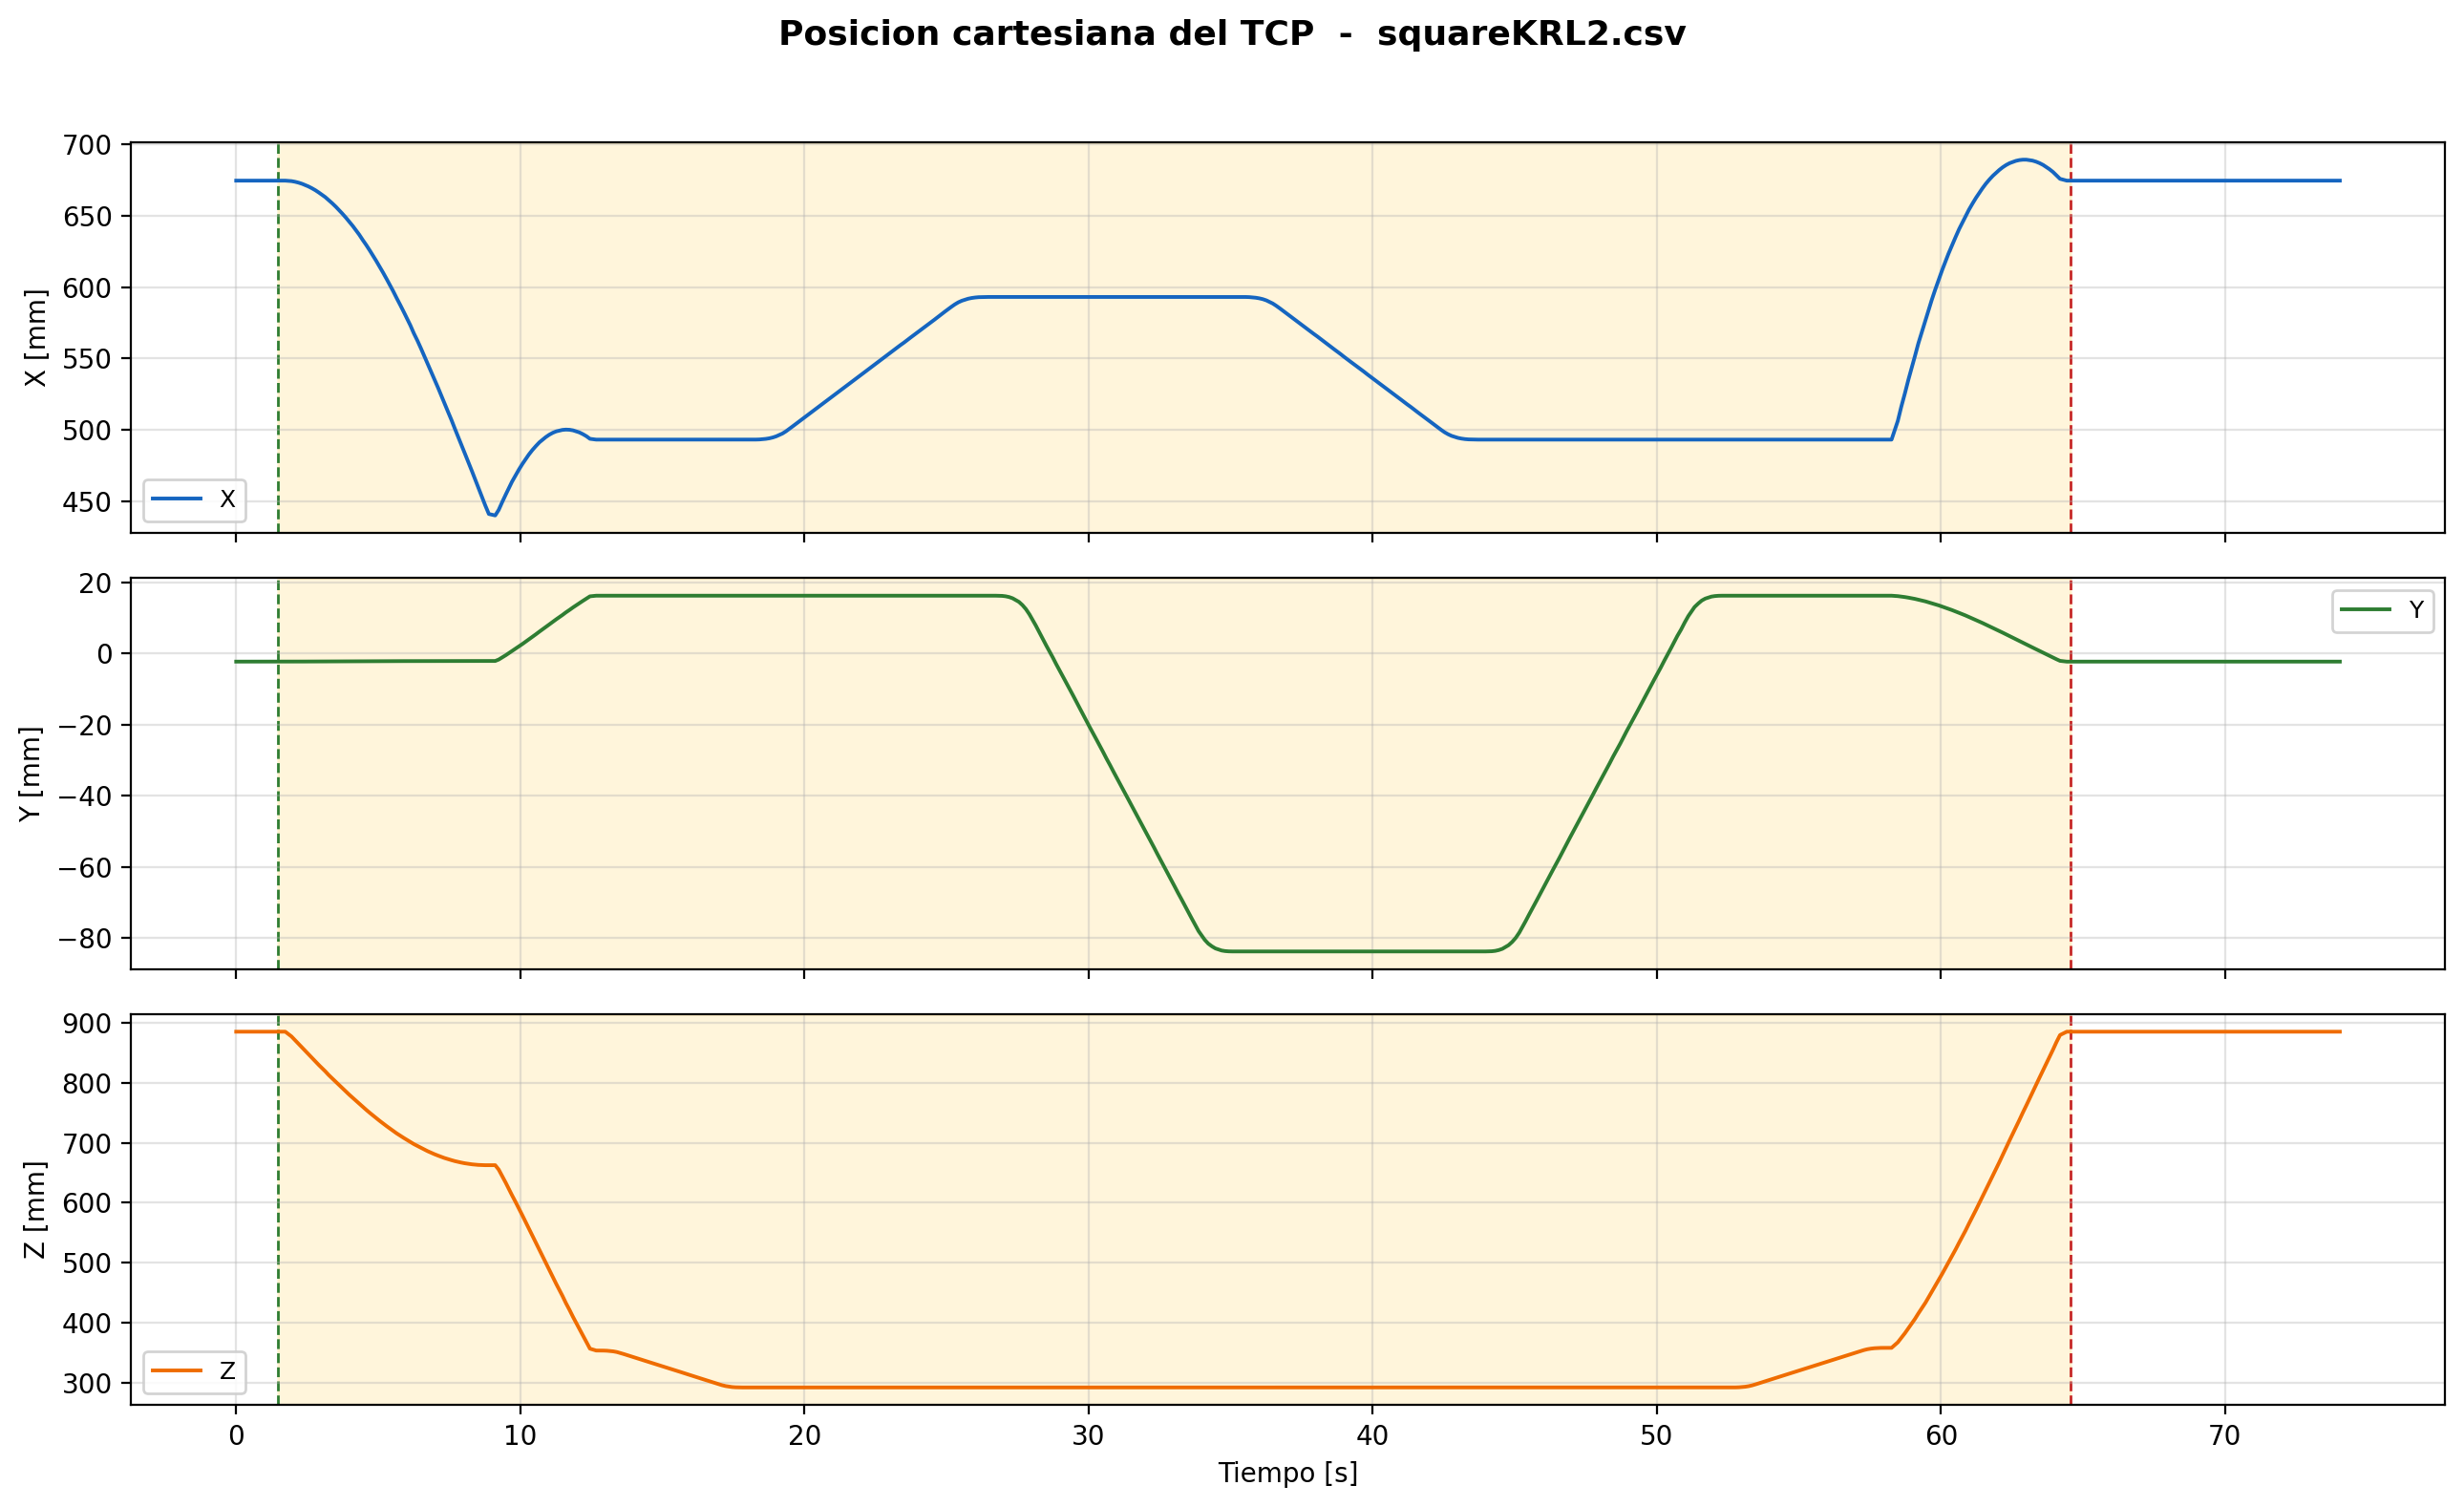 Posicion cartesiana del TCP - squareKRL2.csv
700
650
600
550
500
450
X [mm]
X
20
0
−20
−40
−60
−80
Y [mm]
Y
900
800
700
600
500
400
300
Z [mm]
Z
0 10 20 30 40 50 60 70
Tiempo [s]